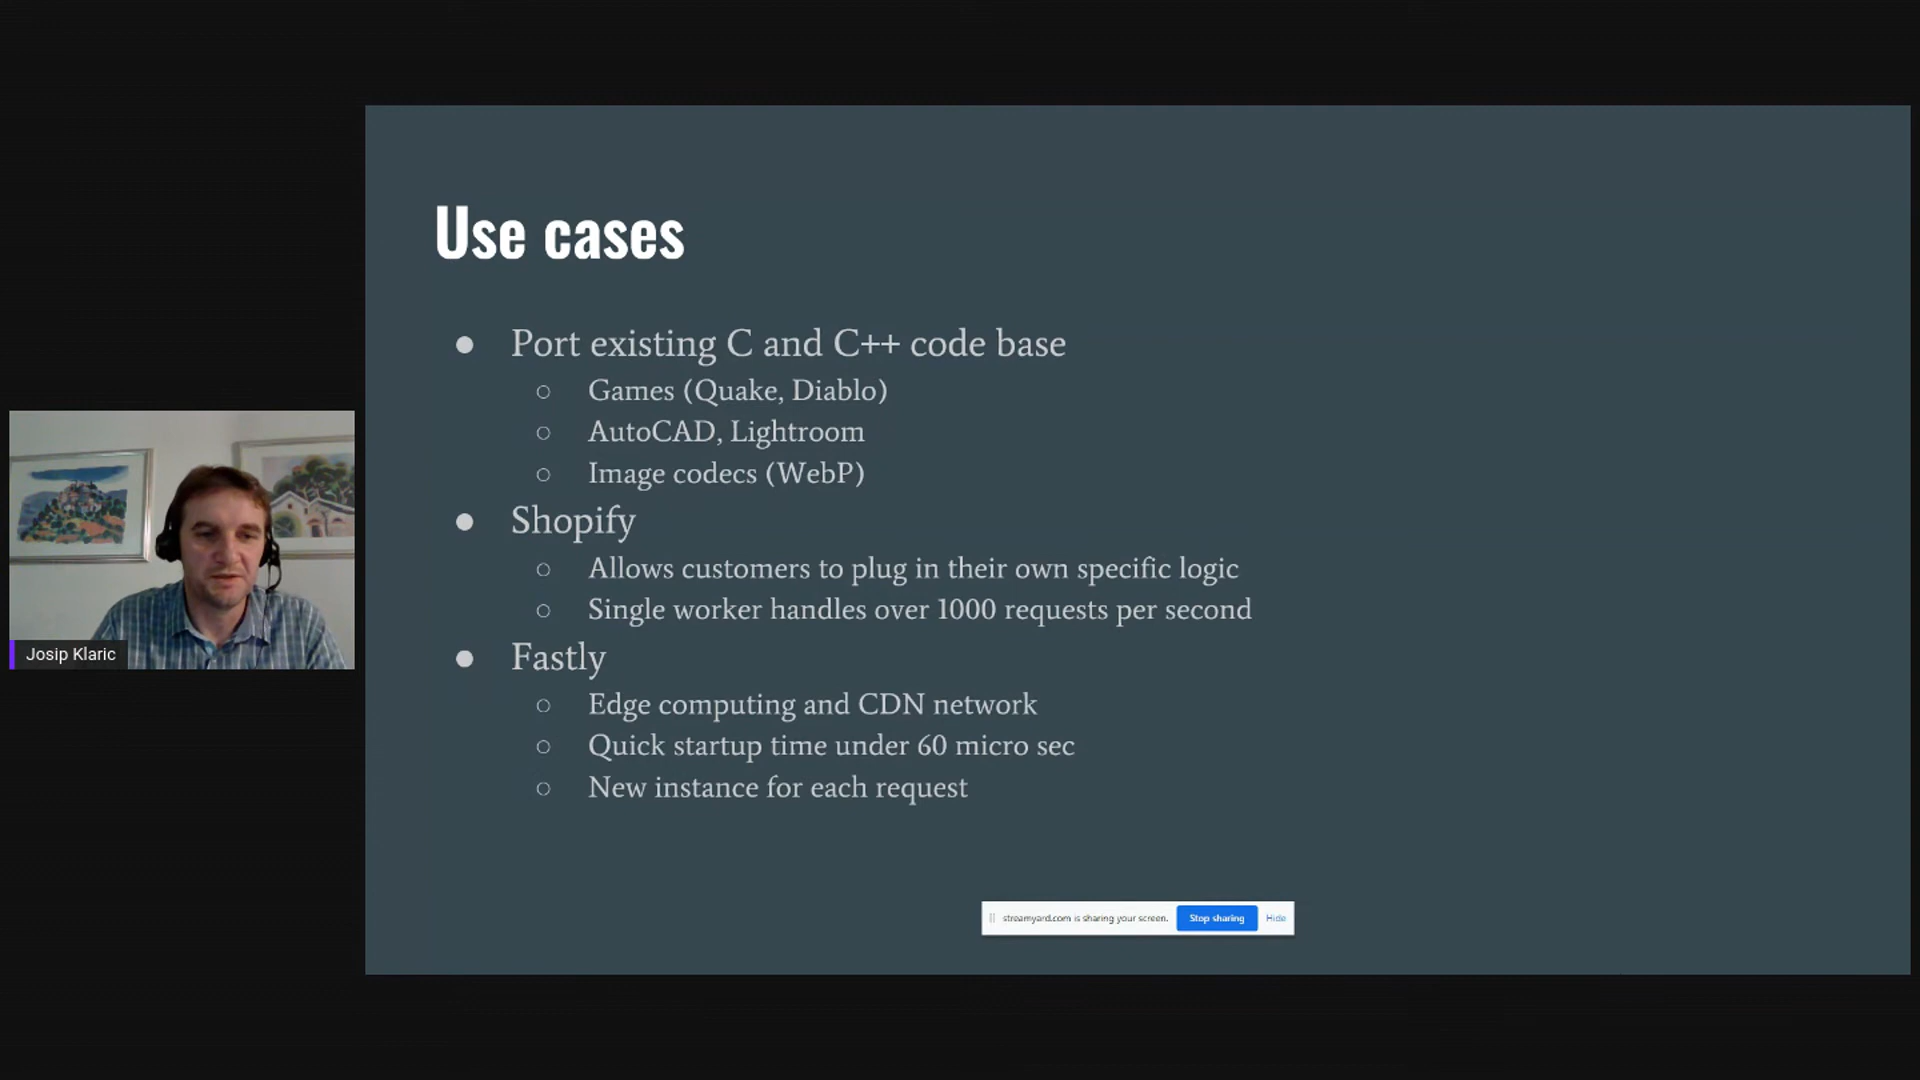 Use cases
● Port existing C and C++ code base
○ Games (Quake, Diablo)
○ AutoCAD, Lightroom
○ Image codecs (WebP)
● Shopify
○ Allows customers to plug in their own specific logic
○ Single worker handles over 1000 requests per second
● Fastly
○ Edge computing and CDN network
○ Quick startup time under 60 micro sec
○ New instance for each request
Josip Klaric
streamyard.com is sharing your screen. Stop sharing Hide